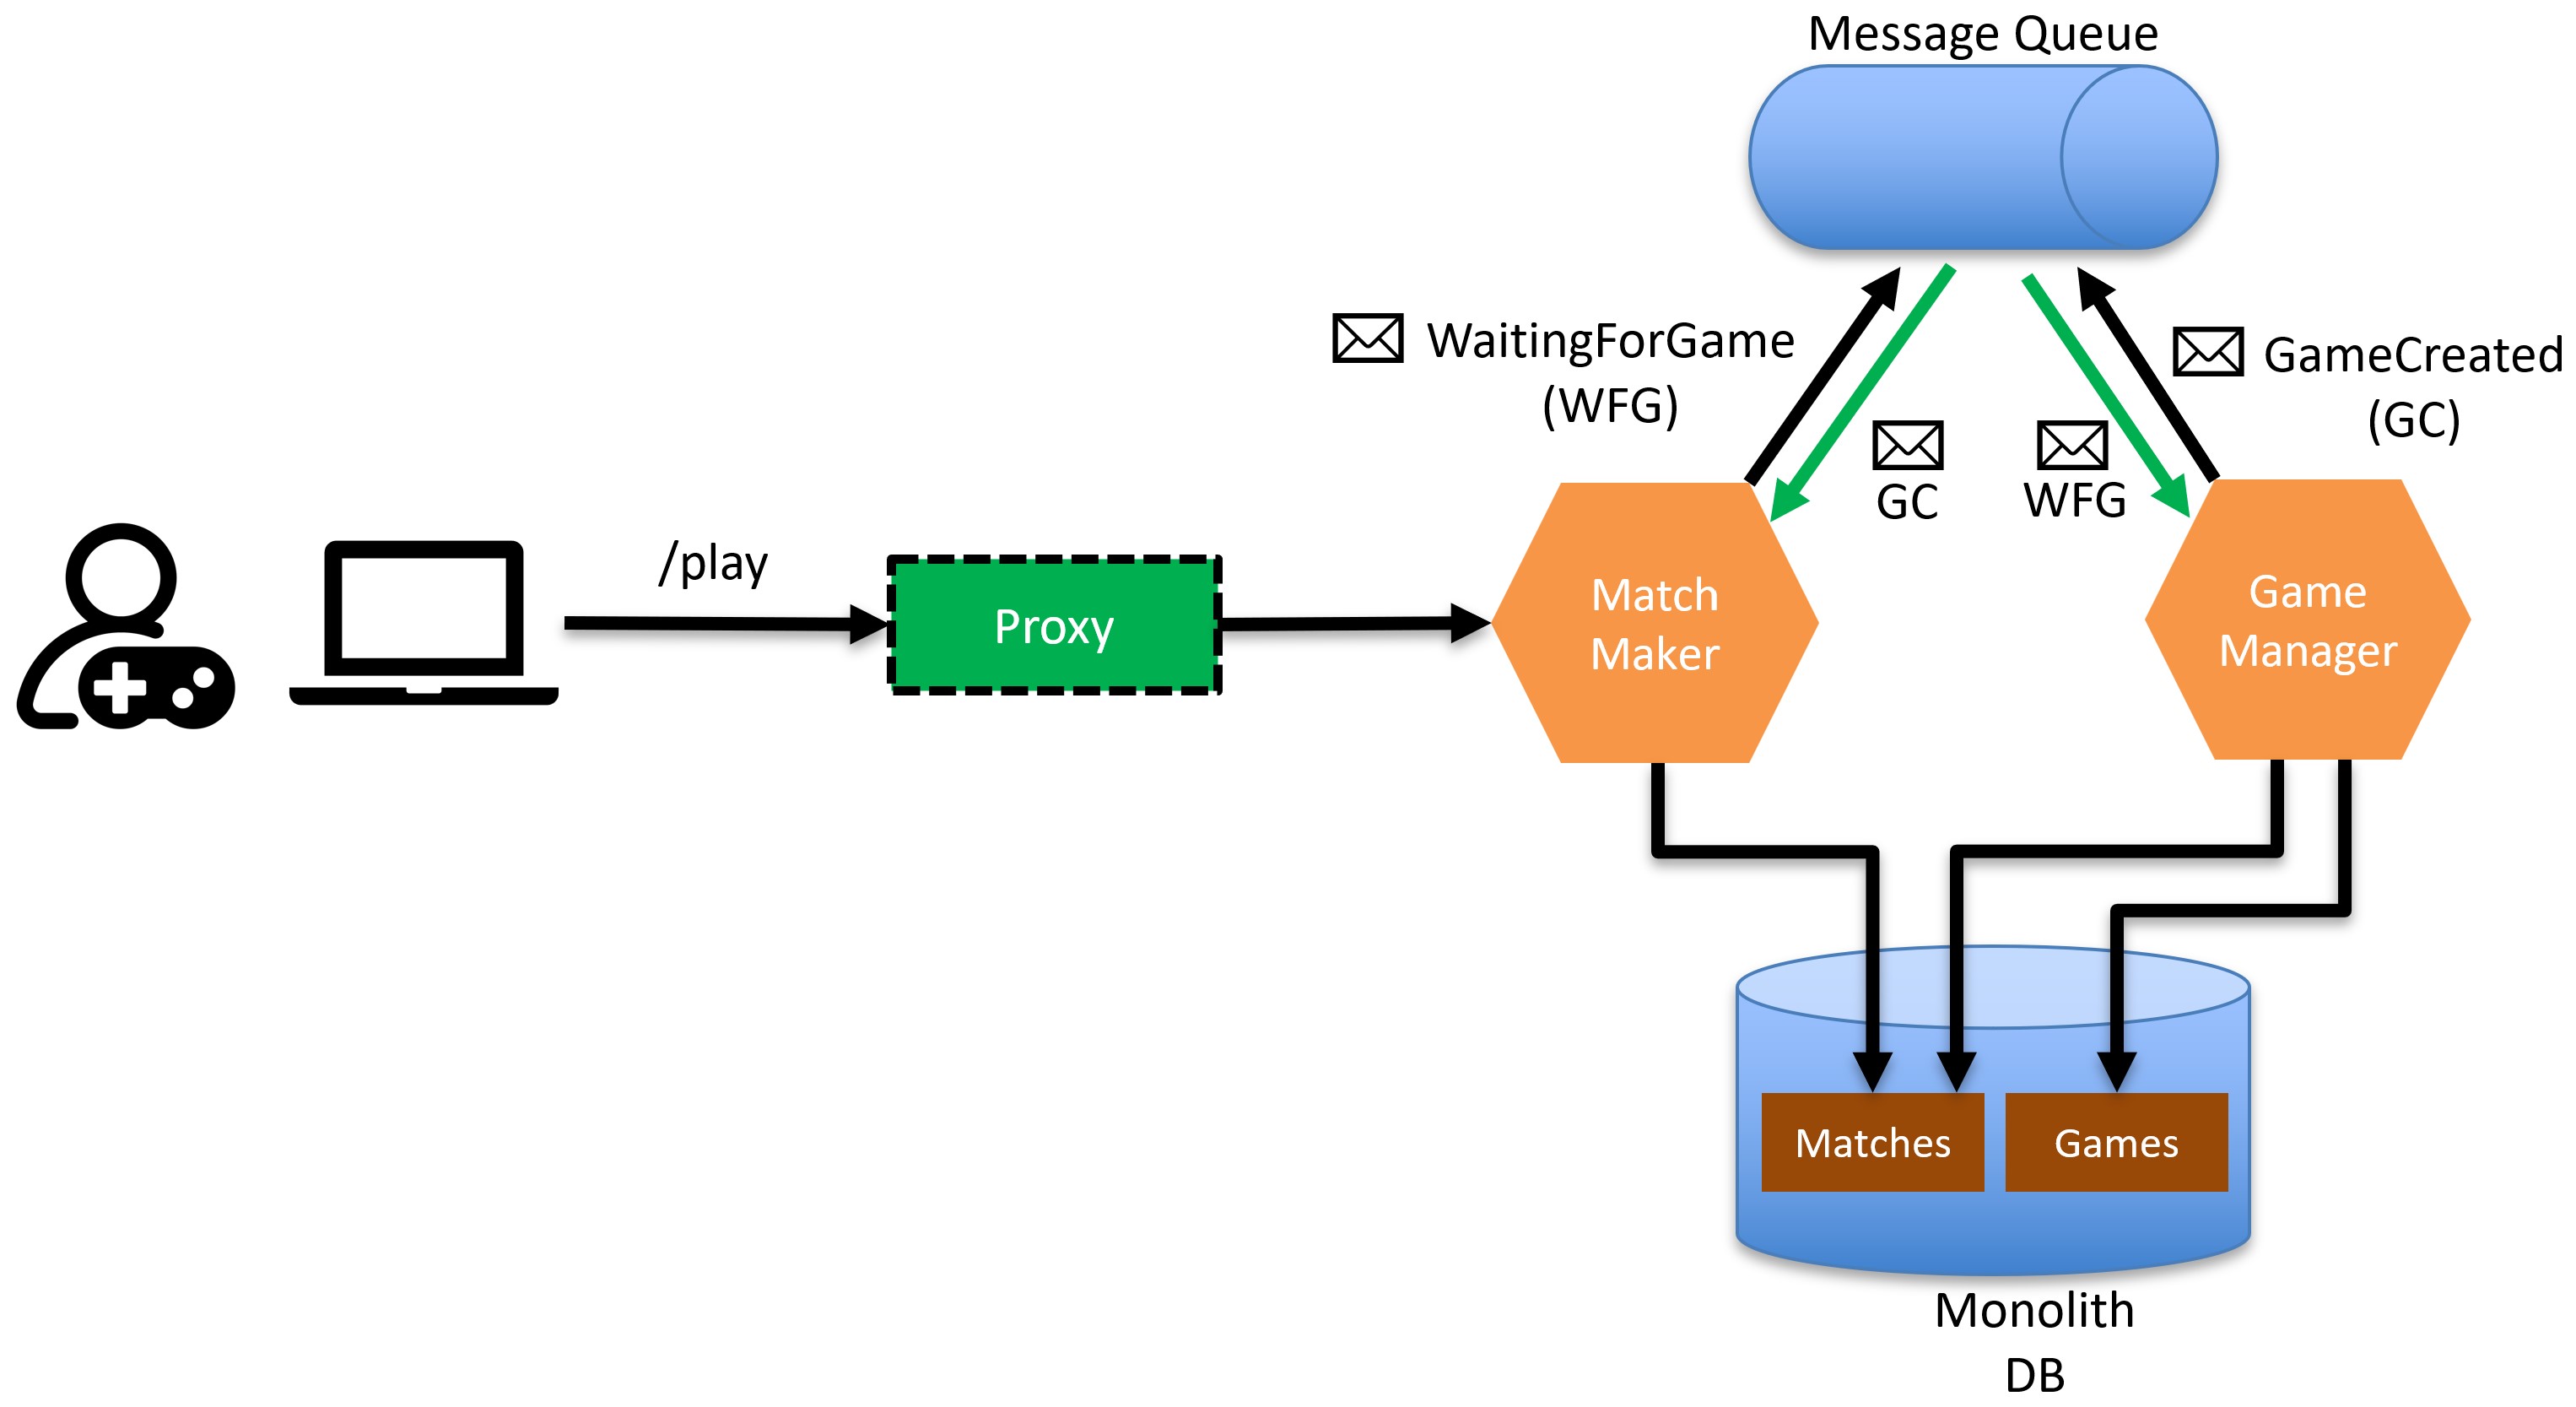 Message Queue
WaitingForGame
(WFG)
GameCreated
(GC)
GC
WFG
/play
Proxy
Match
Maker
Game
Manager
Matches
Games
Monolith
DB